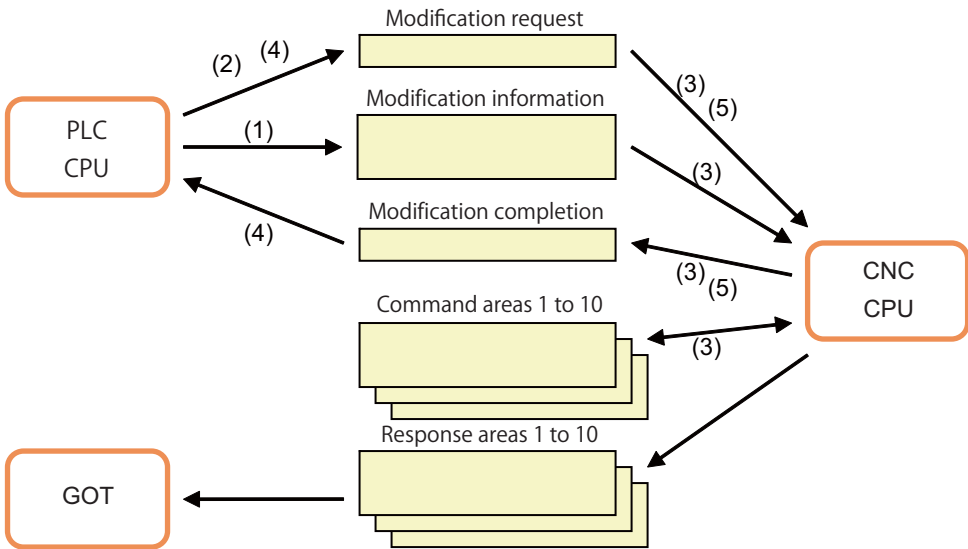 Modification request
(2)
(4)
(3)
(5)
Modification information
PLC
CPU
(1)
(3)
Modification completion
(4)
(3)
(5)
CNC
CPU
Command areas 1 to 10
(3)
Response areas 1 to 10
GOT